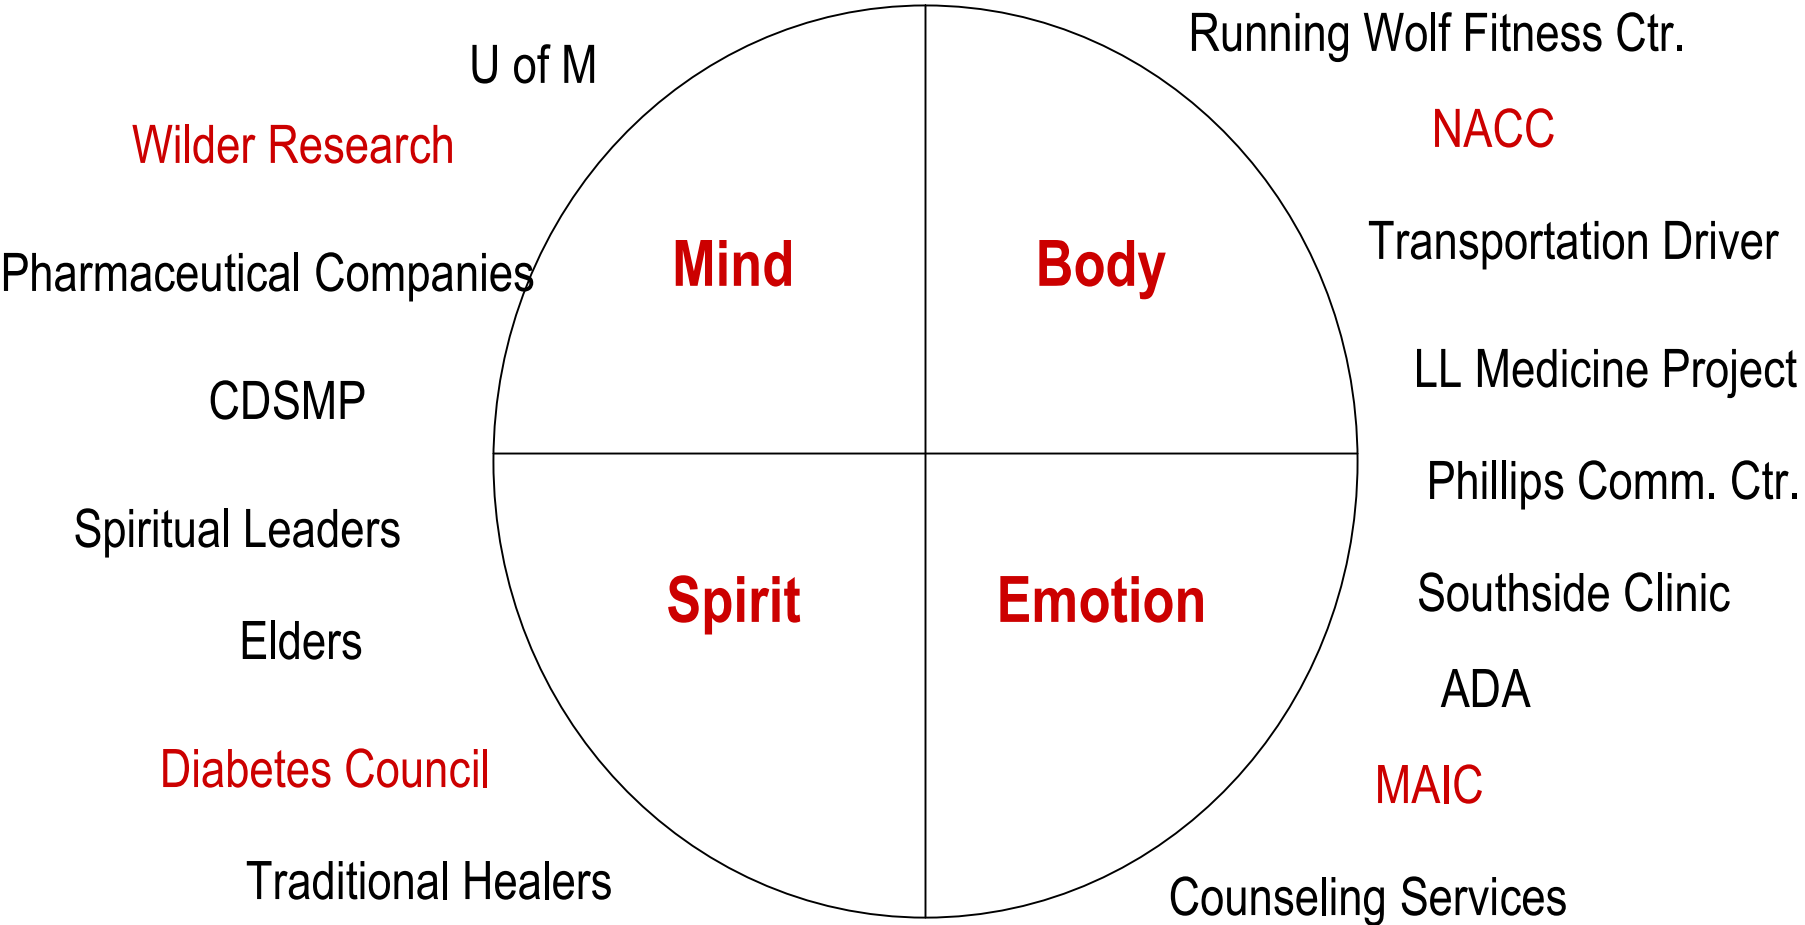 U of M
Wilder Research
Pharmaceutical Companies
CDSMP
Spiritual Leaders
Elders
Diabetes Council
Traditional Healers
Mind
Body
Spirit
Emotion
Running Wolf Fitness Ctr.
NACC
Transportation Driver
LL Medicine Project
Phillips Comm. Ctr.
Southside Clinic
ADA
MAIC
Counseling Services